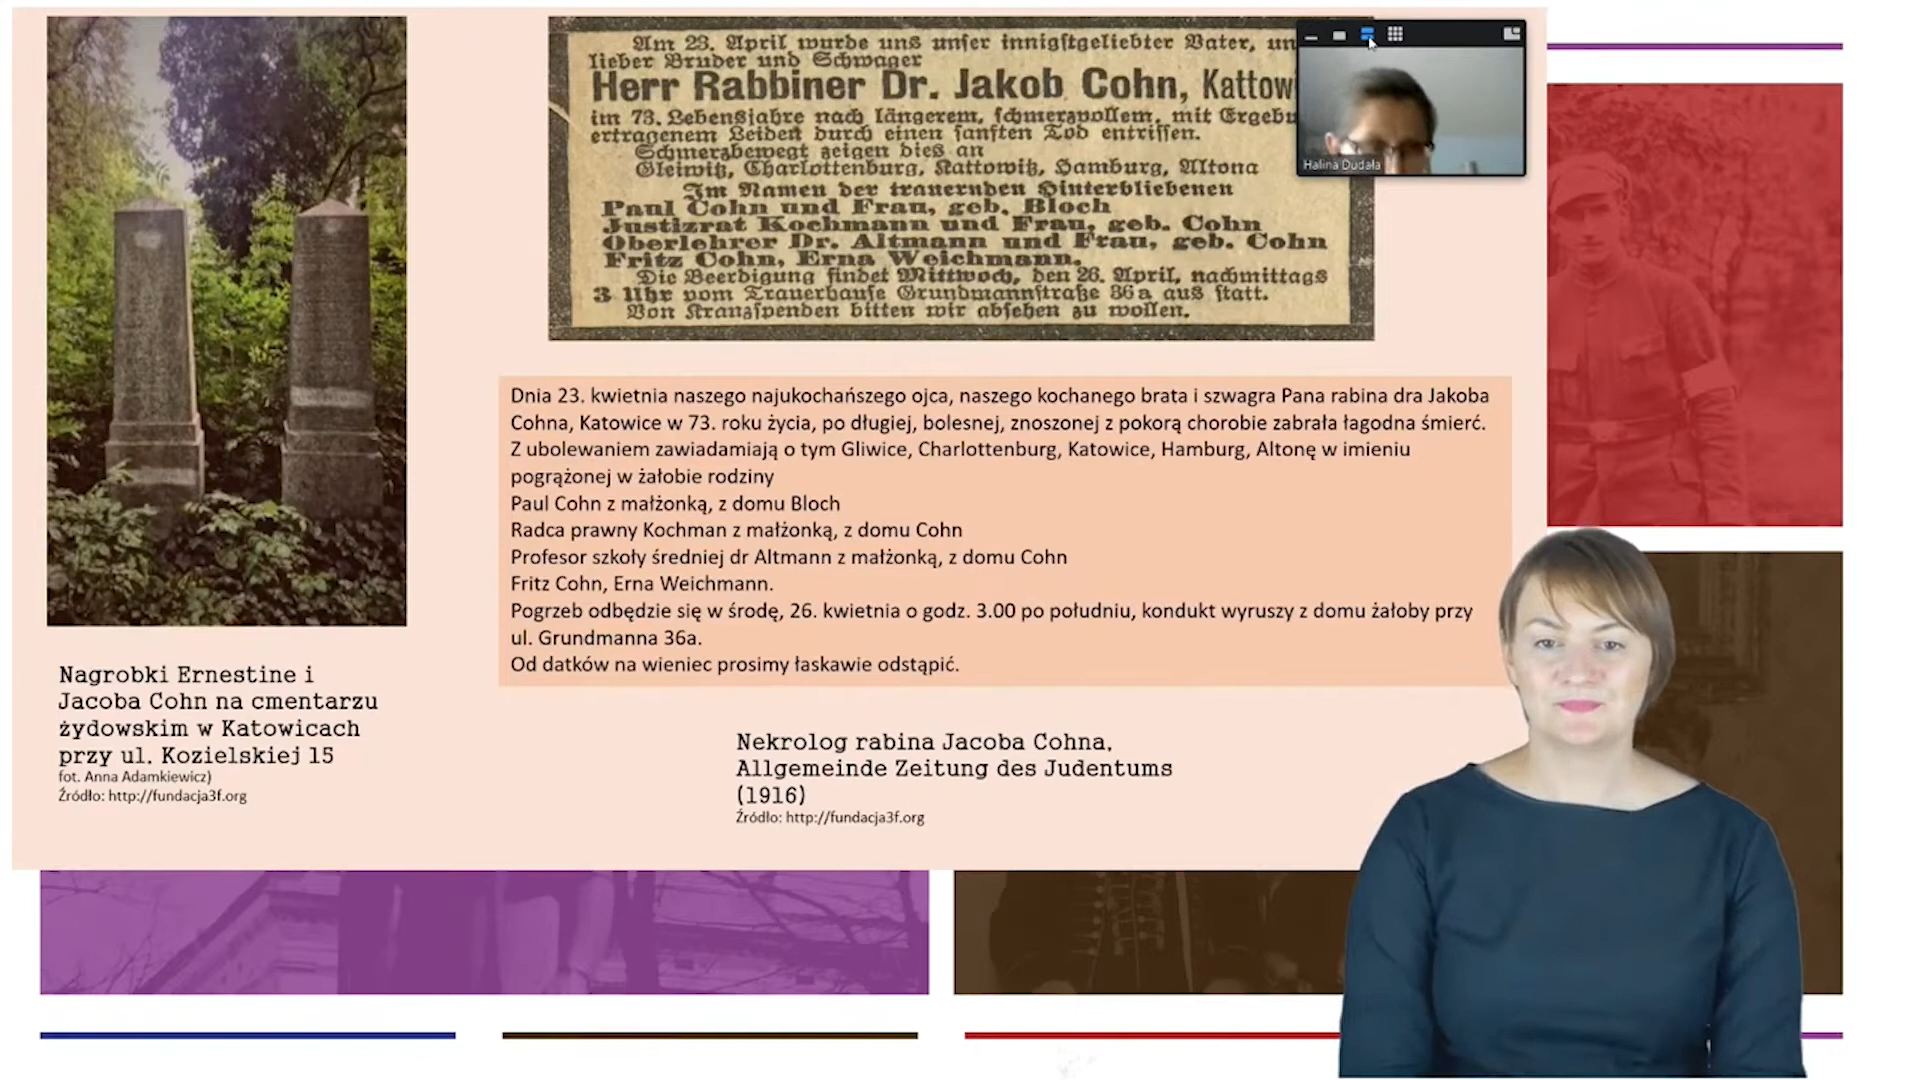 Am 23. April wurde uns unser innigstgeliebter Vater,
lieber Bruder und Schwager
Herr Rabbiner Dr. Jakob Cohn,
im 73. Lebensjahre nach längerem, schmerzvollem, mit
ertragenem Leiden durch einen sanften Tod entrissen.
Schmerzbewegt zeigen dies an
Gleiwitz, Charlottenburg, Kattowitz, Hamburg, Altona
Im Namen der trauernden Hinterbliebenen
Paul Cohn und Frau, geb. Bloch
Justizrat Kochmann und Frau, geb. Cohn
Oberlehrer Dr. Altmann und Frau, geb. Cohn
Fritz Cohn, Erna Weichmann.
Die Beerdigung findet Mittwoch, den 26. April, nachmittags
3 Uhr vom Trauerhause Grundmannstraße 36a aus statt.
Von Kranzspenden bitten wir absehen zu wollen.
Halina Dudała
Dnia 23. kwietnia naszego najukochańszego ojca, naszego kochanego brata i szwagra Pana rabina dra Jakoba
Cohna, Katowice w 73. roku życia, po długiej, bolesnej, znoszonej z pokorą chorobie zabrała łagodna śmierć.
Z ubolewaniem zawiadamiają o tym Gliwice, Charlottenburg, Katowice, Hamburg, Altonę w imieniu
pogrążonej w żałobie rodziny
Paul Cohn z małżonką, z domu Bloch
Radca prawny Kochman z małżonką, z domu Cohn
Profesor szkoły średniej dr Altmann z małżonką, z domu Cohn
Fritz Cohn, Erna Weichmann.
Pogrzeb odbędzie się w środę, 26. kwietnia o godz. 3.00 po południu, kondukt wyruszy z domu żałoby przy
ul. Grundmanna 36a.
Od datków na wieniec prosimy łaskawie odstąpić.
Nagrobki Ernestine i
Jacoba Cohn na cmentarzu
żydowskim w Katowicach
przy ul. Kozielskiej 15
fot. Anna Adamkiewicz)
Źródło: http://fundacja3f.org
Nekrolog rabina Jacoba Cohna,
Allgemeinde Zeitung des Judentums
(1916)
Źródło: http://fundacja3f.org